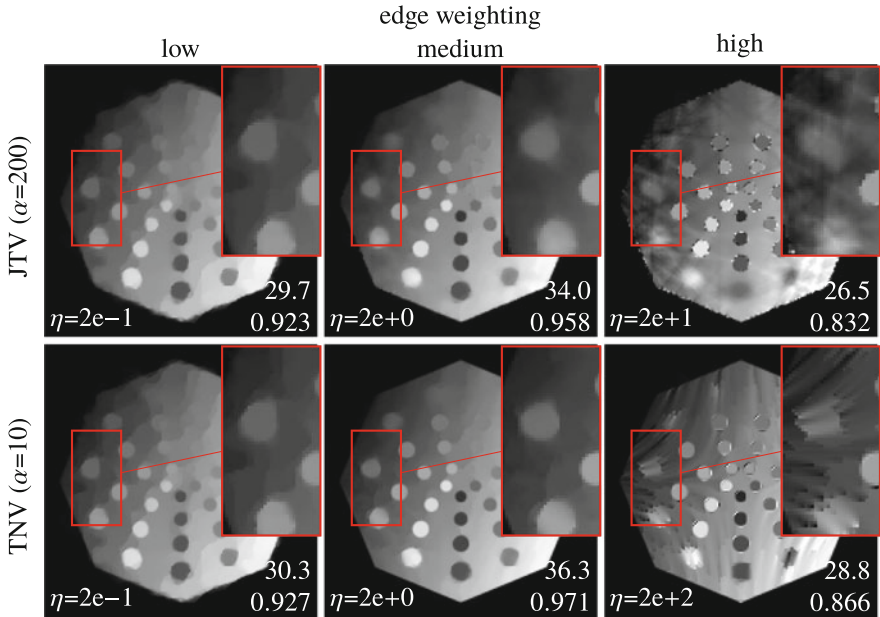 edge weighting
low
medium
high
JTV (α=200)
η=2e−1
29.7
0.923
η=2e+0
34.0
0.958
η=2e+1
26.5
0.832
TNV (α=10)
η=2e−1
30.3
0.927
η=2e+0
36.3
0.971
η=2e+2
28.8
0.866